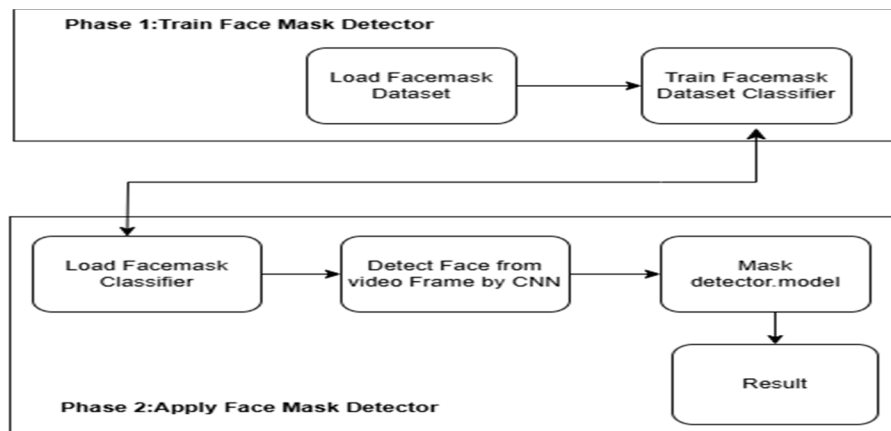 Phase 1:Train Face Mask Detector
Load Facemask
Dataset
Train Facemask
Dataset Classifier
Load Facemask
Classifier
Detect Face from
video Frame by CNN
Mask
detector.model
Result
Phase 2:Apply Face Mask Detector